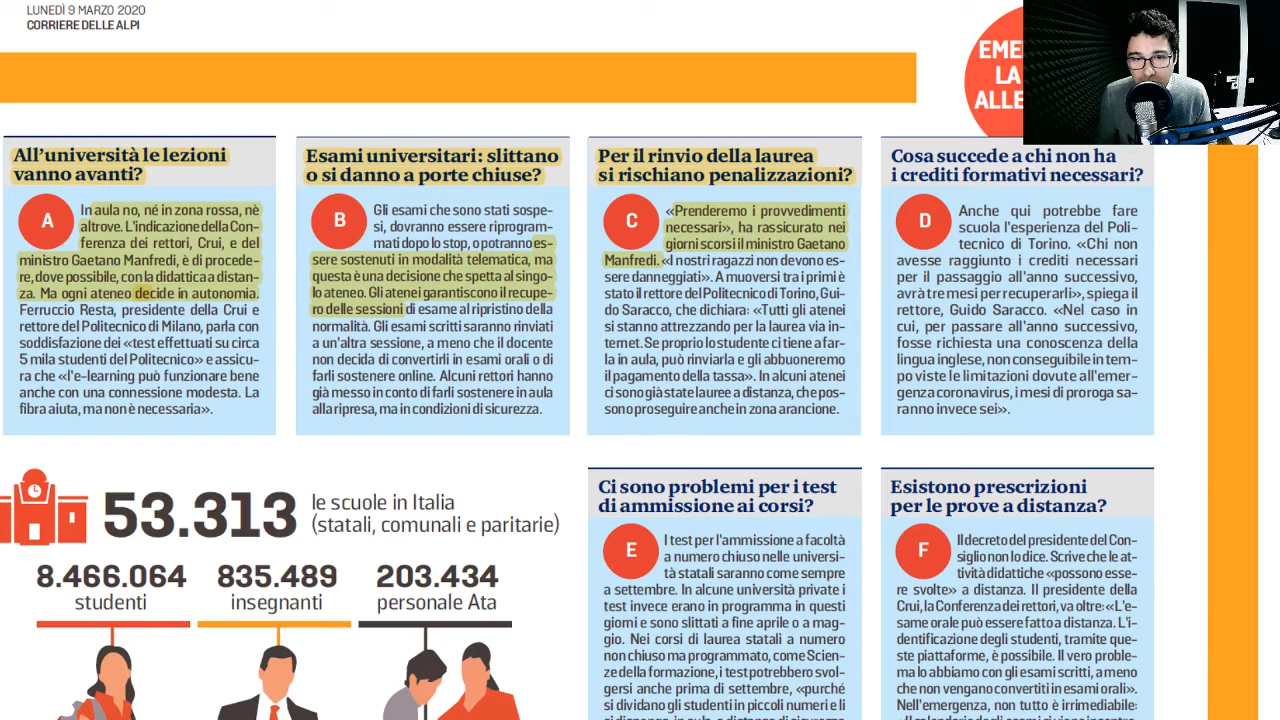 LUNEDÌ 9 MARZO 2020
CORRIERE DELLE ALPI
EME
LA
ALLE
All'università le lezioni
vanno avanti?
A
In aula no, né in zona rossa, nè
altrove. L'indicazione della Con-
ferenza dei rettori, Crui, e del
ministro Gaetano Manfredi, è di procede-
re, dove possibile, con la didattica a distan-
za. Ma ogni ateneo decide in autonomia.
Ferruccio Resta, presidente della Crui e
rettore del Politecnico di Milano, parla con
soddisfazione dei «test effettuati su circa
5 mila studenti del Politecnico» e assicu-
ra che «l'e-learning può funzionare bene
anche con una connessione modesta. La
fibra aiuta, ma non è necessaria».
Esami universitari: slittano
o si danno a porte chiuse?
B
Gli esami che sono stati sospe-
si, dovranno essere riprogram-
mati dopo lo stop, o potranno es-
sere sostenuti in modalità telematica, ma
questa è una decisione che spetta al singo-
lo ateneo. Gli atenei garantiscono il recupe-
ro delle sessioni di esame al ripristino della
normalità. Gli esami scritti saranno rinviati
a un'altra sessione, a meno che il docente
non decida di convertirli in esami orali o di
farli sostenere online. Alcuni rettori hanno
già messo in conto di farli sostenere in aula
alla ripresa, ma in condizioni di sicurezza.
Per il rinvio della laurea
si rischiano penalizzazioni?
C
«Prenderemo i provvedimenti
necessari», ha rassicurato nei
giorni scorsi il ministro Gaetano
Manfredi. «I nostri ragazzi non devono es-
sere danneggiati». A muoversi tra i primi è
stato il rettore del Politecnico di Torino, Gui-
do Saracco, che dichiara: «Tutti gli atenei
si stanno attrezzando per la laurea via in-
ternet. Se proprio lo studente ci tiene a far-
la in aula, può rinviarla e gli abbuoneremo
il pagamento della tassa». In alcuni atenei
ci sono già state lauree a distanza, che pos-
sono proseguire anche in zona arancione.
Cosa succede a chi non ha
i crediti formativi necessari?
D
Anche qui potrebbe fare
scuola l'esperienza del Poli-
tecnico di Torino. «Chi non
avesse raggiunto i crediti necessari
per il passaggio all'anno successivo,
avrà tre mesi per recuperarli», spiega il
rettore, Guido Saracco. «Nel caso in
cui, per passare all'anno successivo,
fosse richiesta una conoscenza della
lingua inglese, non conseguibile in tem-
po viste le limitazioni dovute all'emer-
genza coronavirus, i mesi di proroga sa-
ranno invece sei».
53.313
le scuole in Italia
(statali, comunali e paritarie)
8.466.064
studenti
835.489
insegnanti
203.434
personale Ata
Ci sono problemi per i test
di ammissione ai corsi?
E
I test per l'ammissione a facoltà
a numero chiuso nelle universi-
tà statali saranno come sempre
a settembre. In alcune università private i
test invece erano in programma in questi
giorni e sono slittati a fine aprile o a mag-
gio. Nei corsi di laurea statali a numero
non chiuso ma programmato, come Scien-
ze della formazione, i test potrebbero svol-
gersi anche prima di settembre, «purché
si dividano gli studenti in piccoli numeri e li
Esistono prescrizioni
per le prove a distanza?
F
Il decreto del presidente del Con-
siglio non lo dice. Scrive che le at-
tività didattiche «possono esse-
re svolte» a distanza. Il presidente della
Crui, la Conferenza dei rettori, va oltre: «L'e-
same orale può essere fatto a distanza. L'i-
dentificazione degli studenti, tramite que-
ste piattaforme, è possibile. Il vero proble-
ma lo abbiamo con gli esami scritti, a meno
che non vengano convertiti in esami orali».
Nell'emergenza, non tutto è irrimediabile: